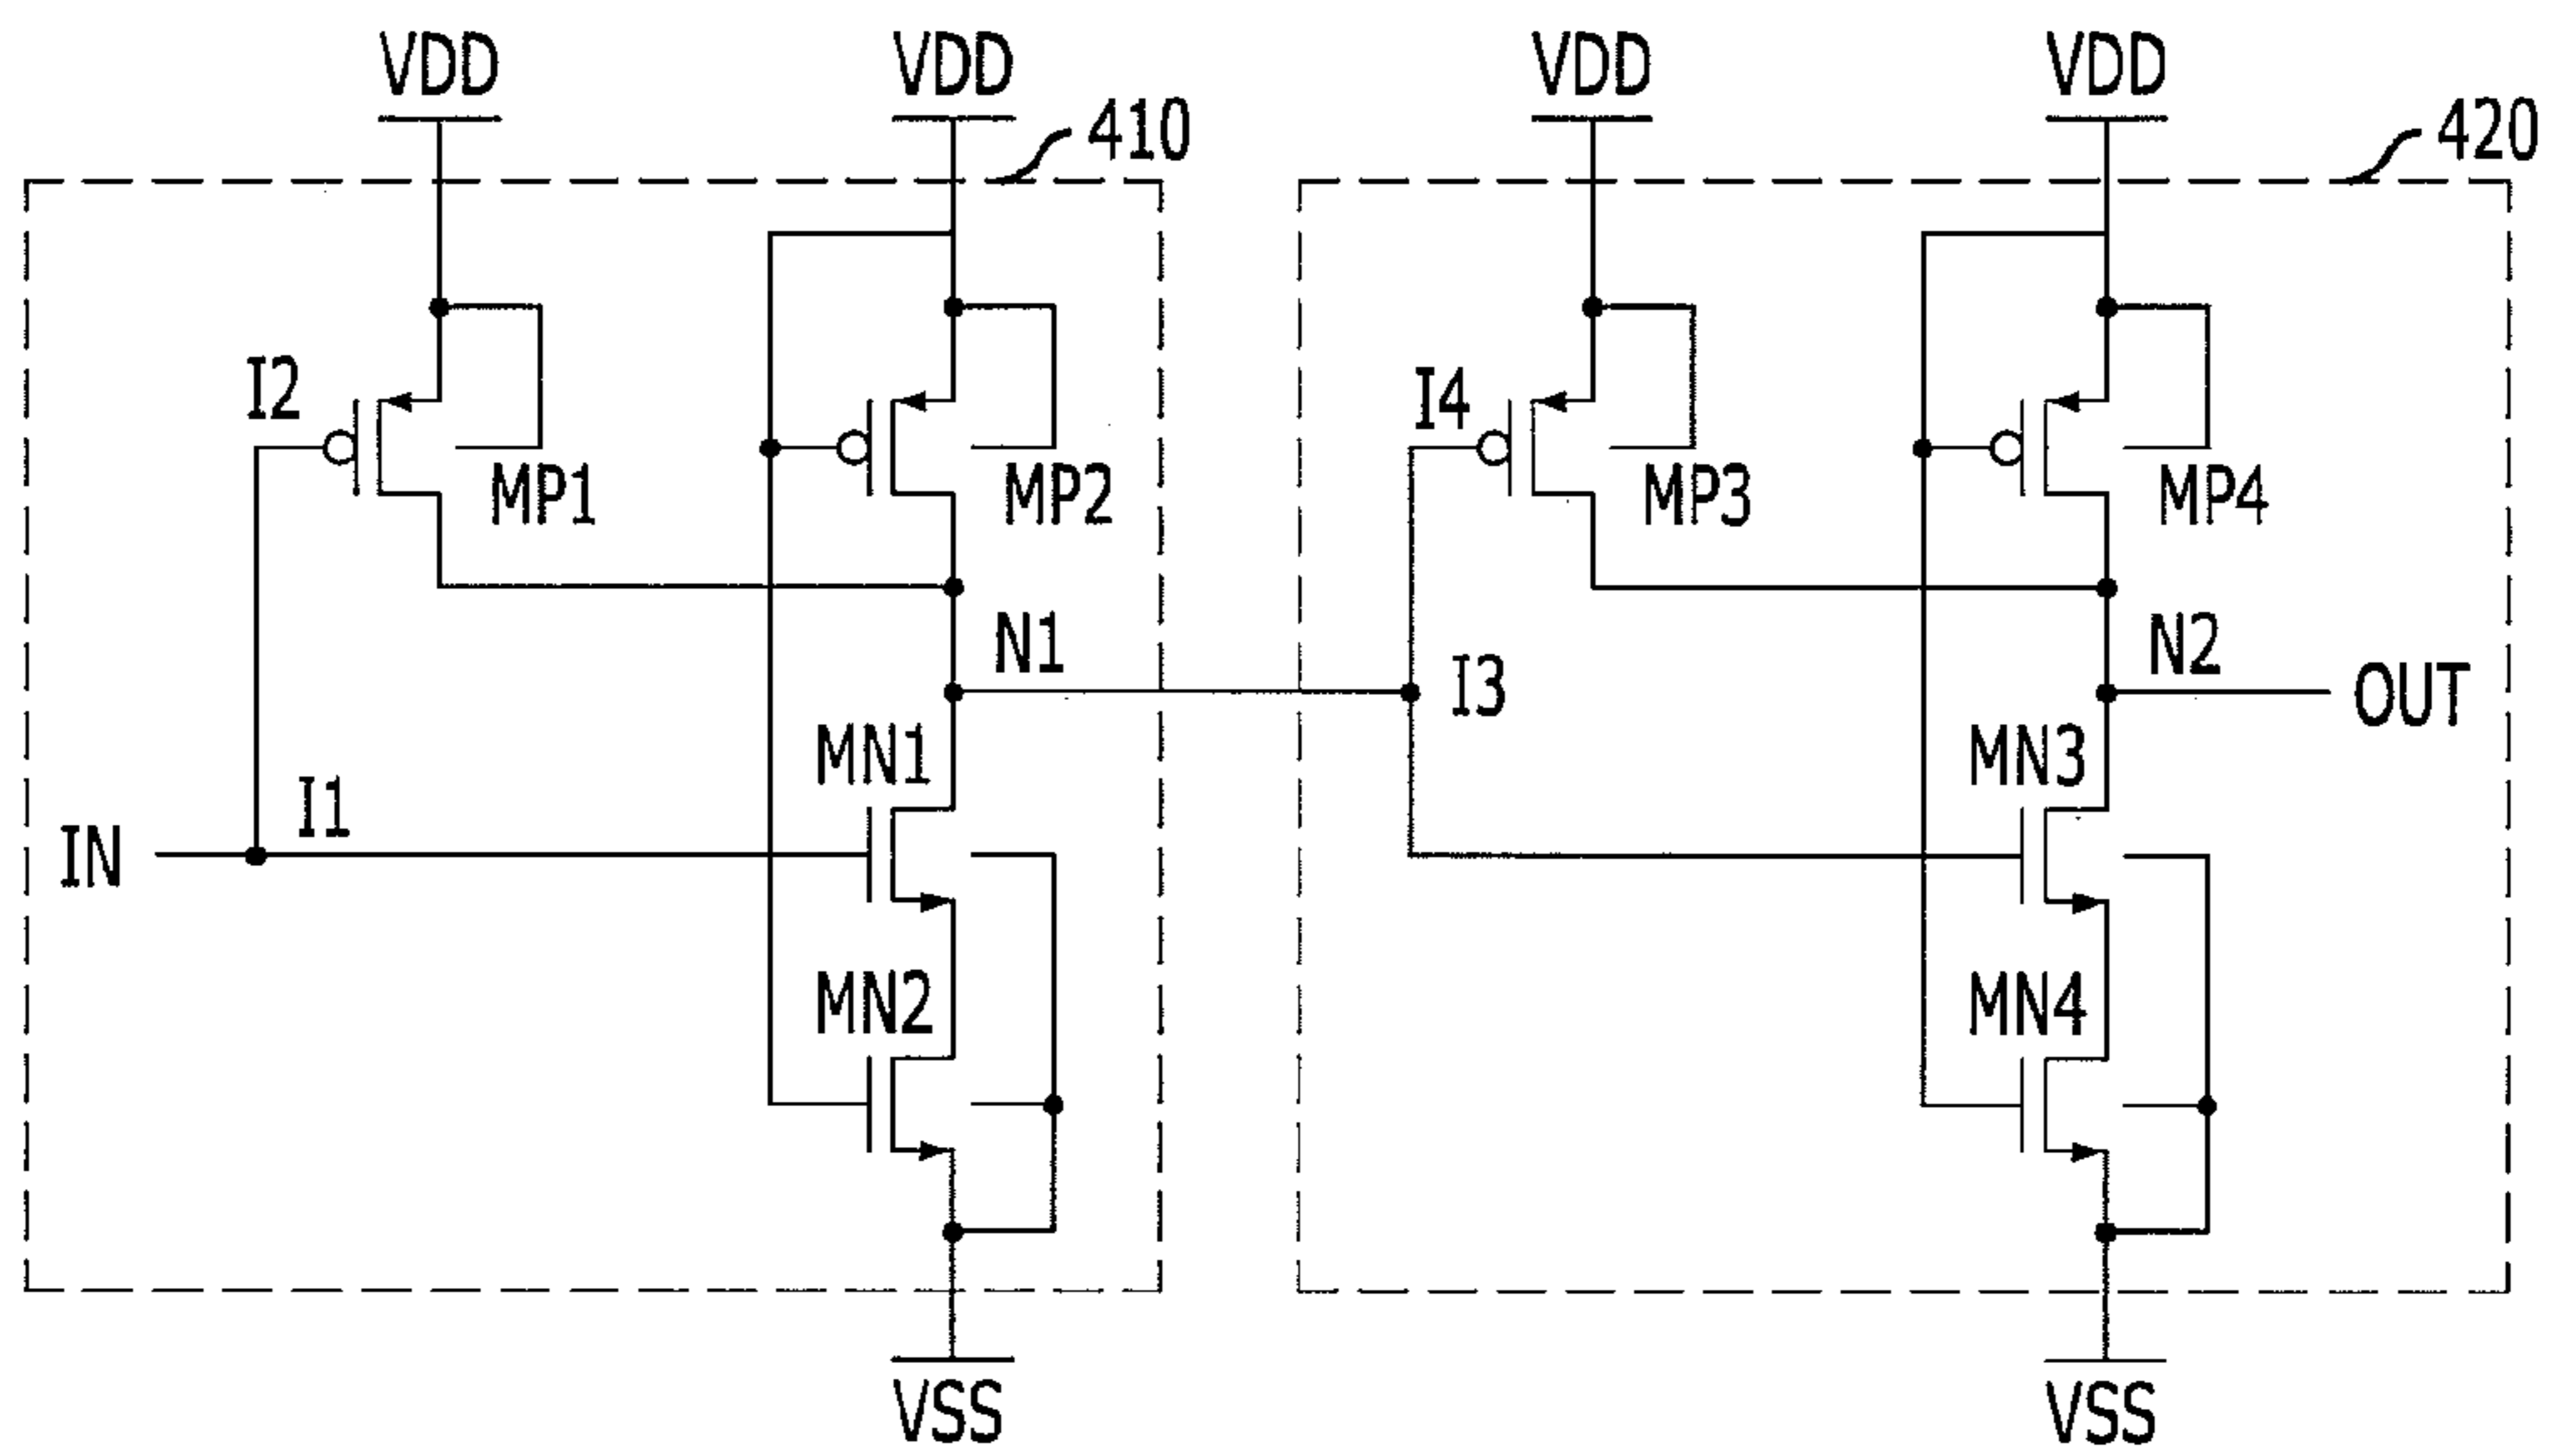 VDD VDD VDD VDD
410 420
I2 I4
MP1 MP2 MP3 MP4
N1 N2
I3 OUT
MN1 MN3
IN I1
MN2 MN4
VSS VSS